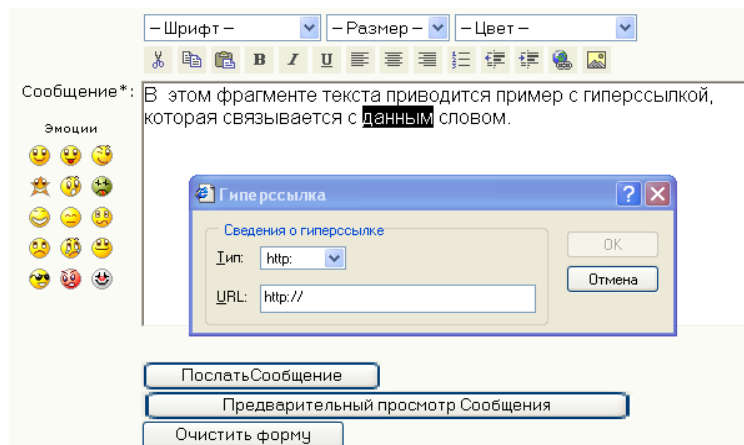 – Шрифт – – Размер – – Цвет –
B I U
Сообщение*:
В этом фрагменте текста приводится пример с гиперссылкой,
которая связывается с данным словом.
Эмоции
Гиперссылка
Сведения о гиперссылке
Тип: http:
OK
URL: http://
Отмена
ПослатьСообщение
Предварительный просмотр Сообщения
Очистить форму